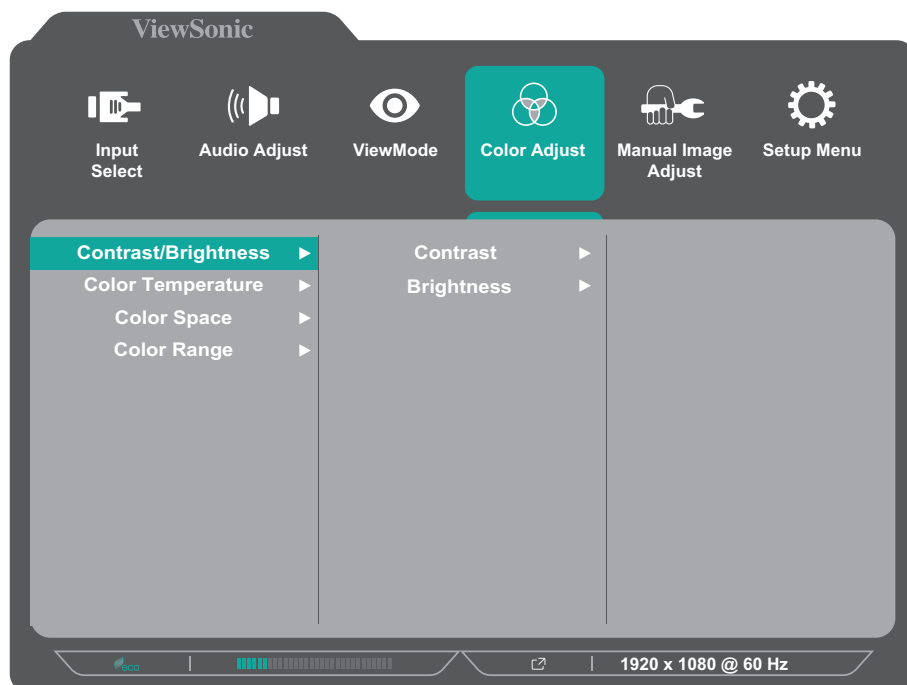 ViewSonic
Input
Select
Audio Adjust
ViewMode
Color Adjust
Manual Image
Adjust
Setup Menu
Contrast/Brightness
Color Temperature
Color Space
Color Range
Contrast
Brightness
eco
1920 x 1080 @ 60 Hz